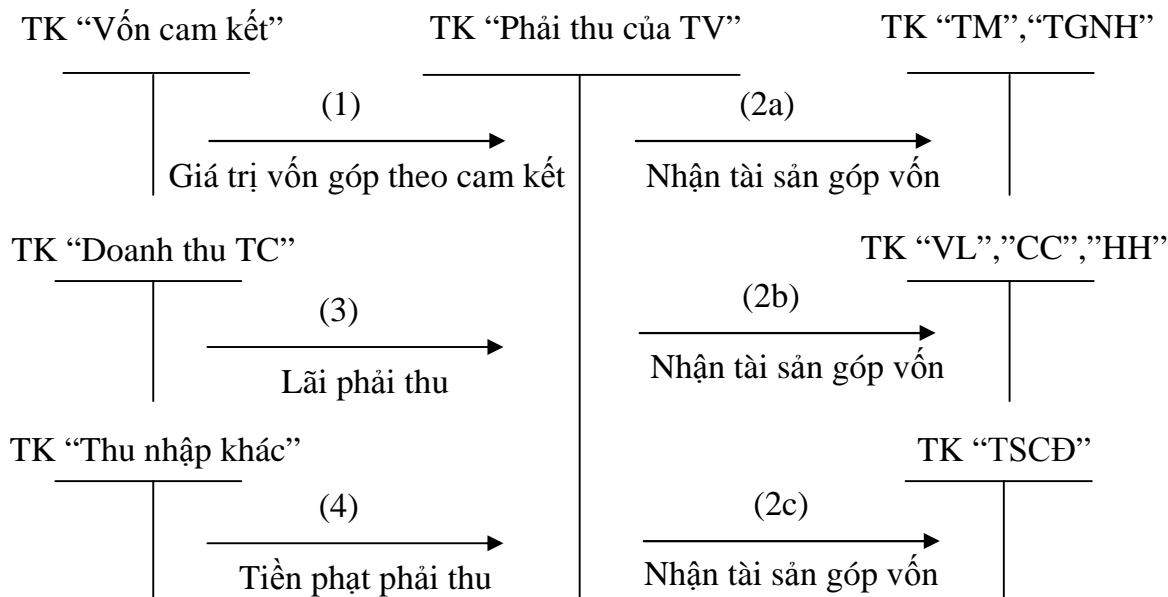 TK “Vốn cam kết” TK “Phải thu của TV” TK “TM”,“TGNH”
(1) (2a)
Giá trị vốn góp theo cam kết Nhận tài sản góp vốn
TK “Doanh thu TC” TK “VL”,”CC”,”HH”
(3) (2b)
Lãi phải thu Nhận tài sản góp vốn
TK “Thu nhập khác” TK “TSCĐ”
(4) (2c)
Tiền phạt phải thu Nhận tài sản góp vốn